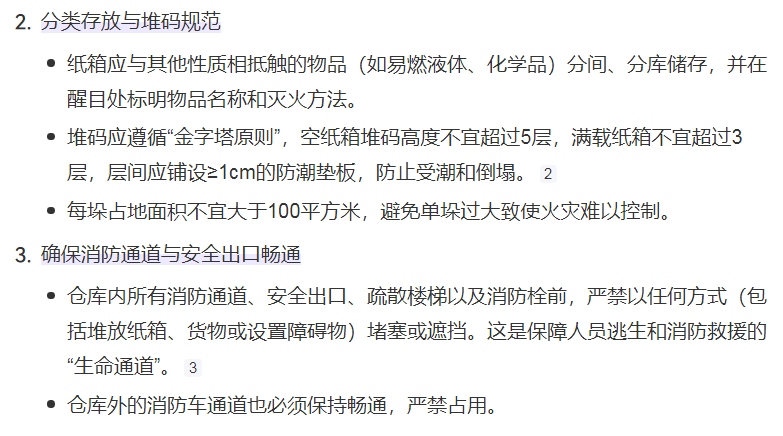 2. 分类存放与堆码规范
• 纸箱应与其他性质相抵触的物品（如易燃液体、化学品）分间、分库储存，并在
醒目处标明物品名称和灭火方法。
• 堆码应遵循“金字塔原则”，空纸箱堆码高度不宜超过5层，满载纸箱不宜超过3
层，层间应铺设≥1cm的防潮垫板，防止受潮和倒塌。 2
• 每垛占地面积不宜大于100平方米，避免单垛过大致使火灾难以控制。
3. 确保消防通道与安全出口畅通
• 仓库内所有消防通道、安全出口、疏散楼梯以及消防栓前，严禁以任何方式（包
括堆放纸箱、货物或设置障碍物）堵塞或遮挡。这是保障人员逃生和消防救援的
“生命通道”。 3
• 仓库外的消防车通道也必须保持畅通，严禁占用。